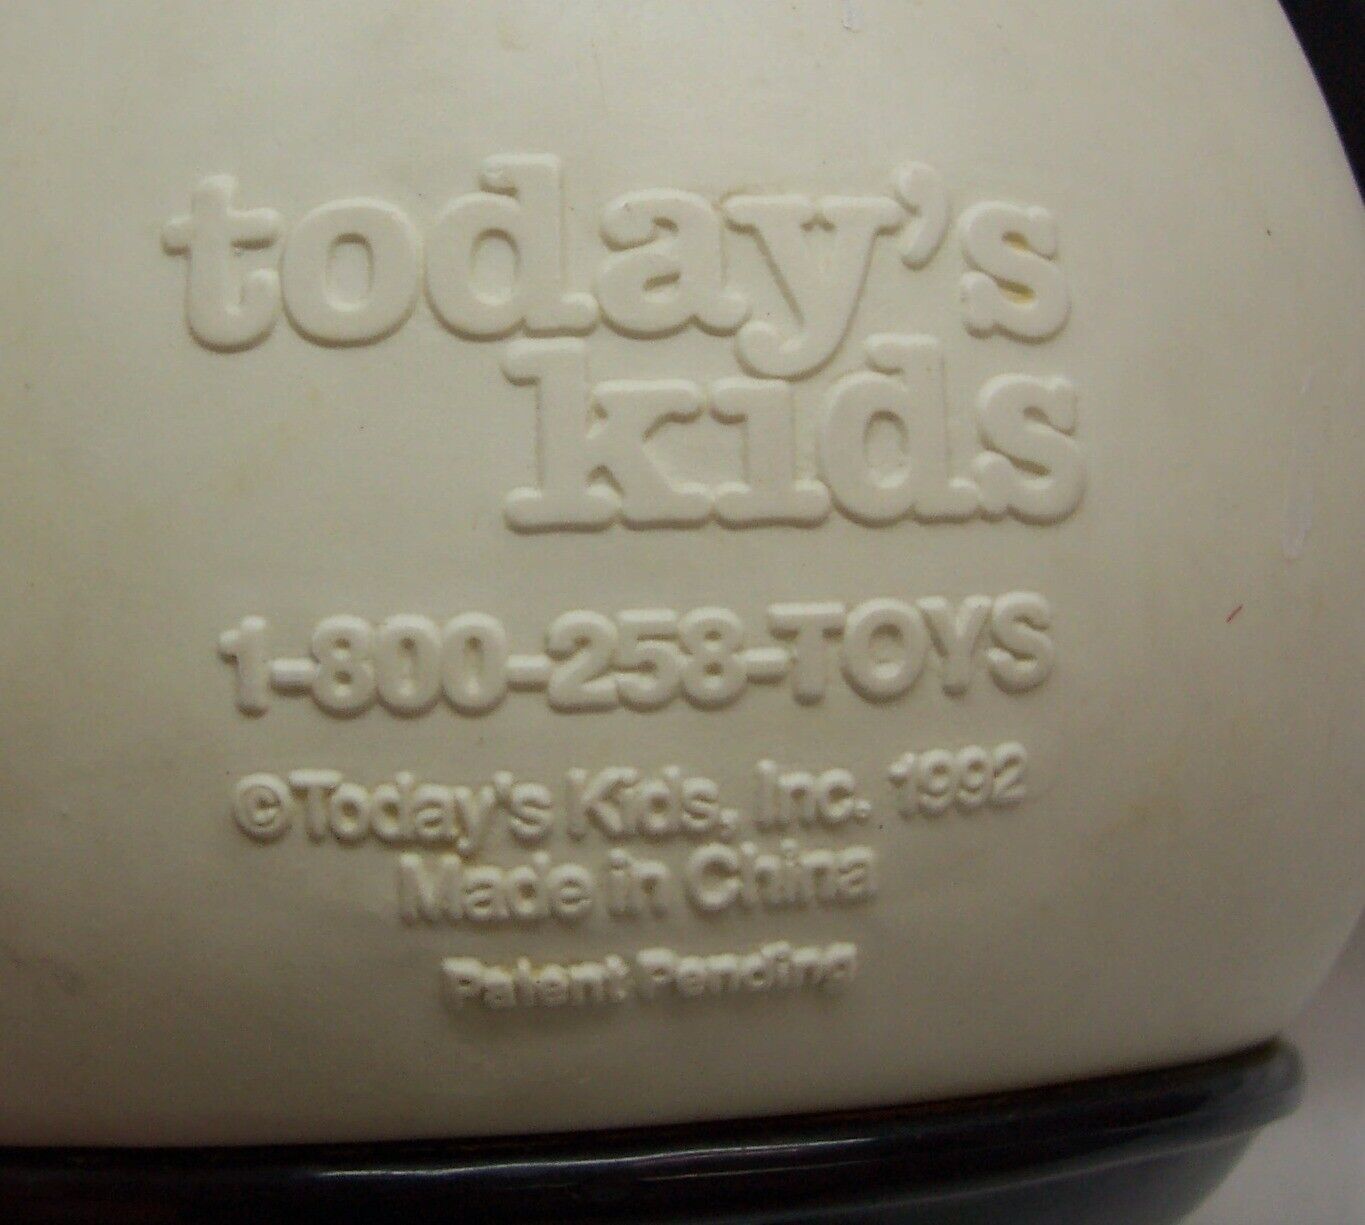 today's
kids
1-800-258-TOYS
©Today's Kids, Inc. 1992
Made in China
Patent Pending